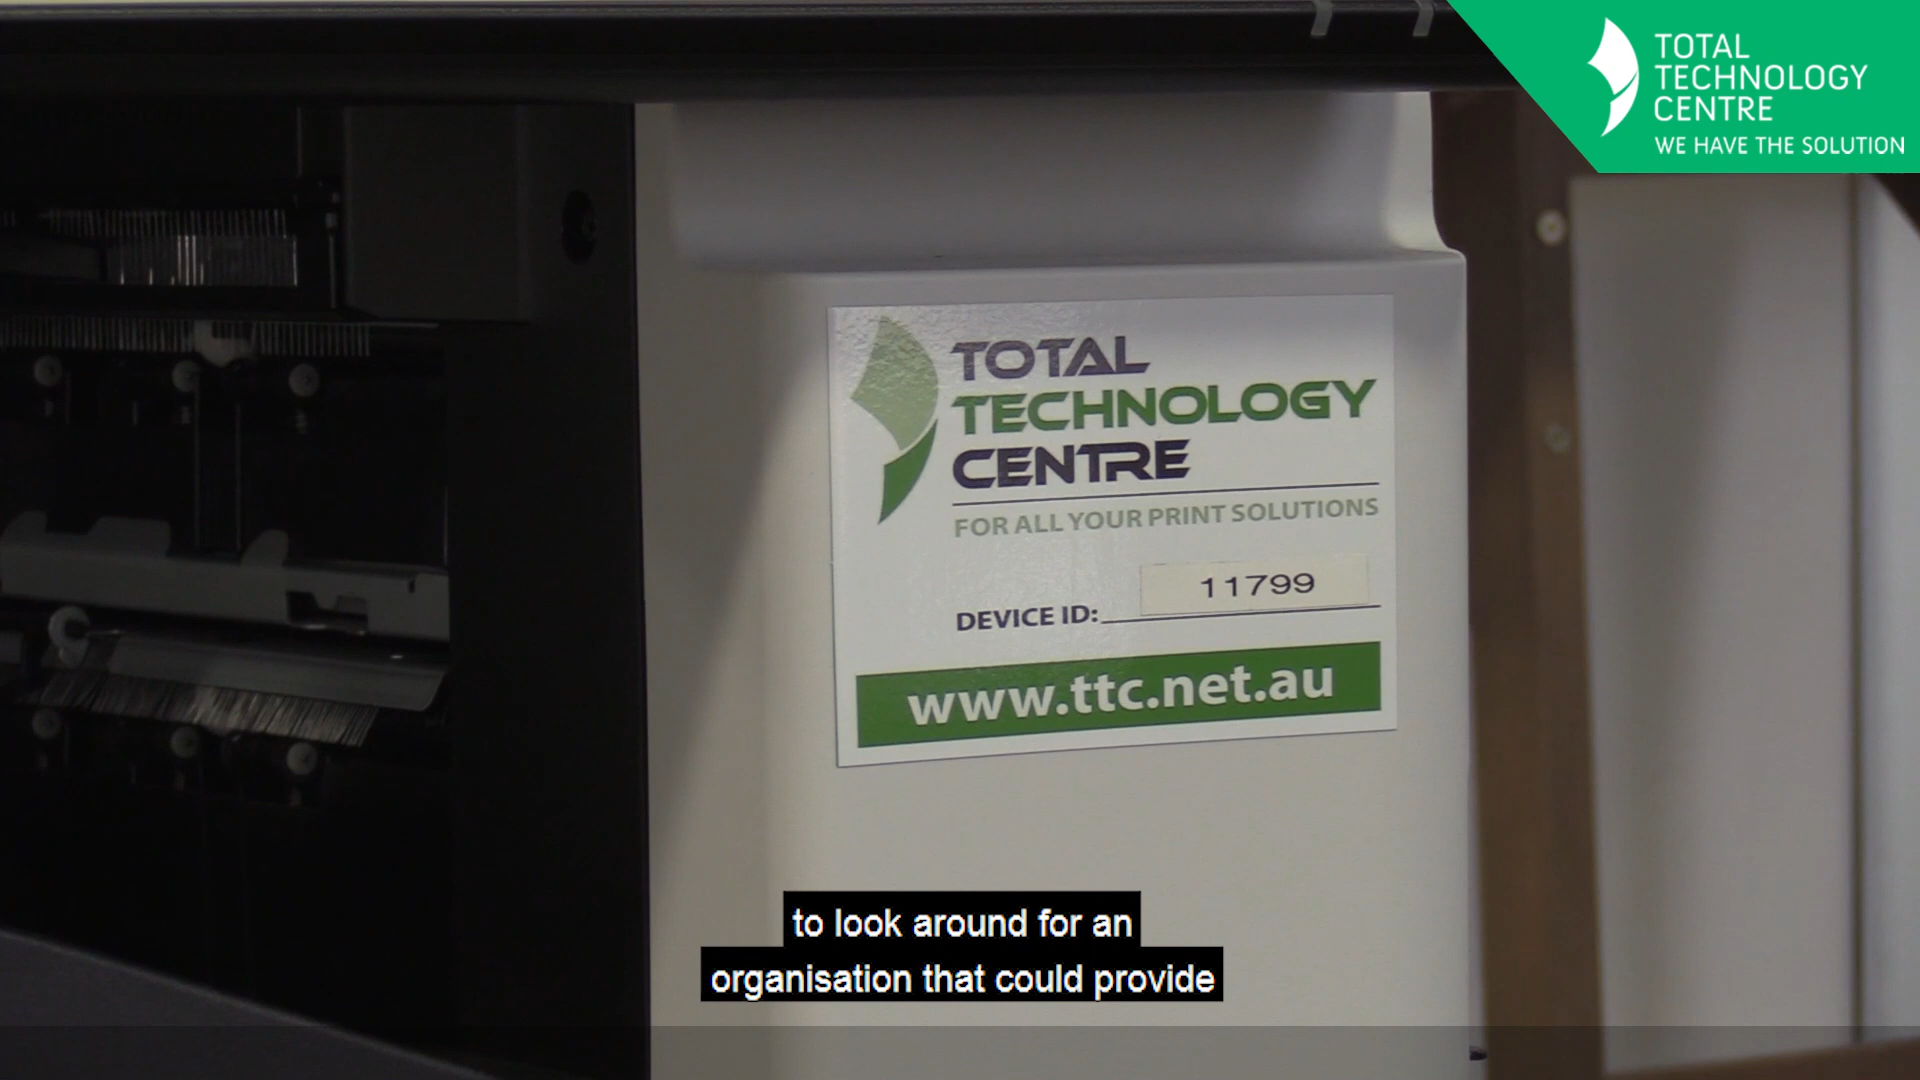 TOTAL
TECHNOLOGY
CENTRE
WE HAVE THE SOLUTION
TOTAL
TECHNOLOGY
CENTRE
FOR ALL YOUR PRINT SOLUTIONS
11799
DEVICE ID:
www.ttc.net.au
to look around for an
organisation that could provide